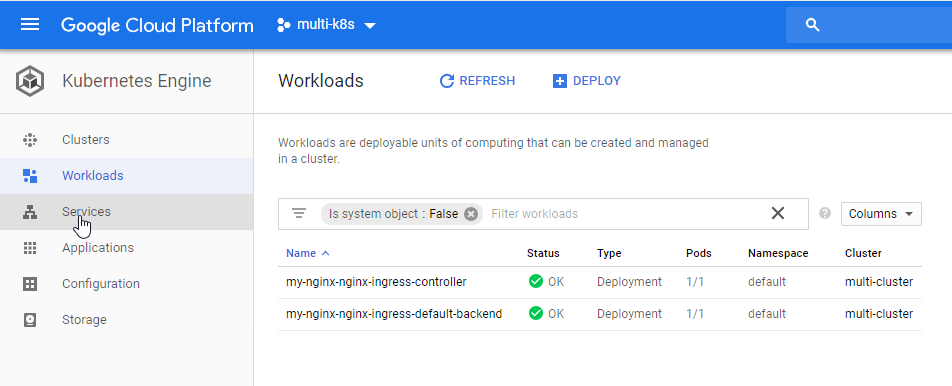 Google Cloud Platform
multi-k8s
Kubernetes Engine
Clusters
Workloads
Services
Applications
Configuration
Storage
Workloads
REFRESH
DEPLOY
Workloads are deployable units of computing that can be created and managed
in a cluster.
Is system object : False
Filter workloads
Columns
Name Status Type Pods Namespace Cluster
my-nginx-nginx-ingress-controller OK Deployment 1/1 default multi-cluster
my-nginx-nginx-ingress-default-backend OK Deployment 1/1 default multi-cluster